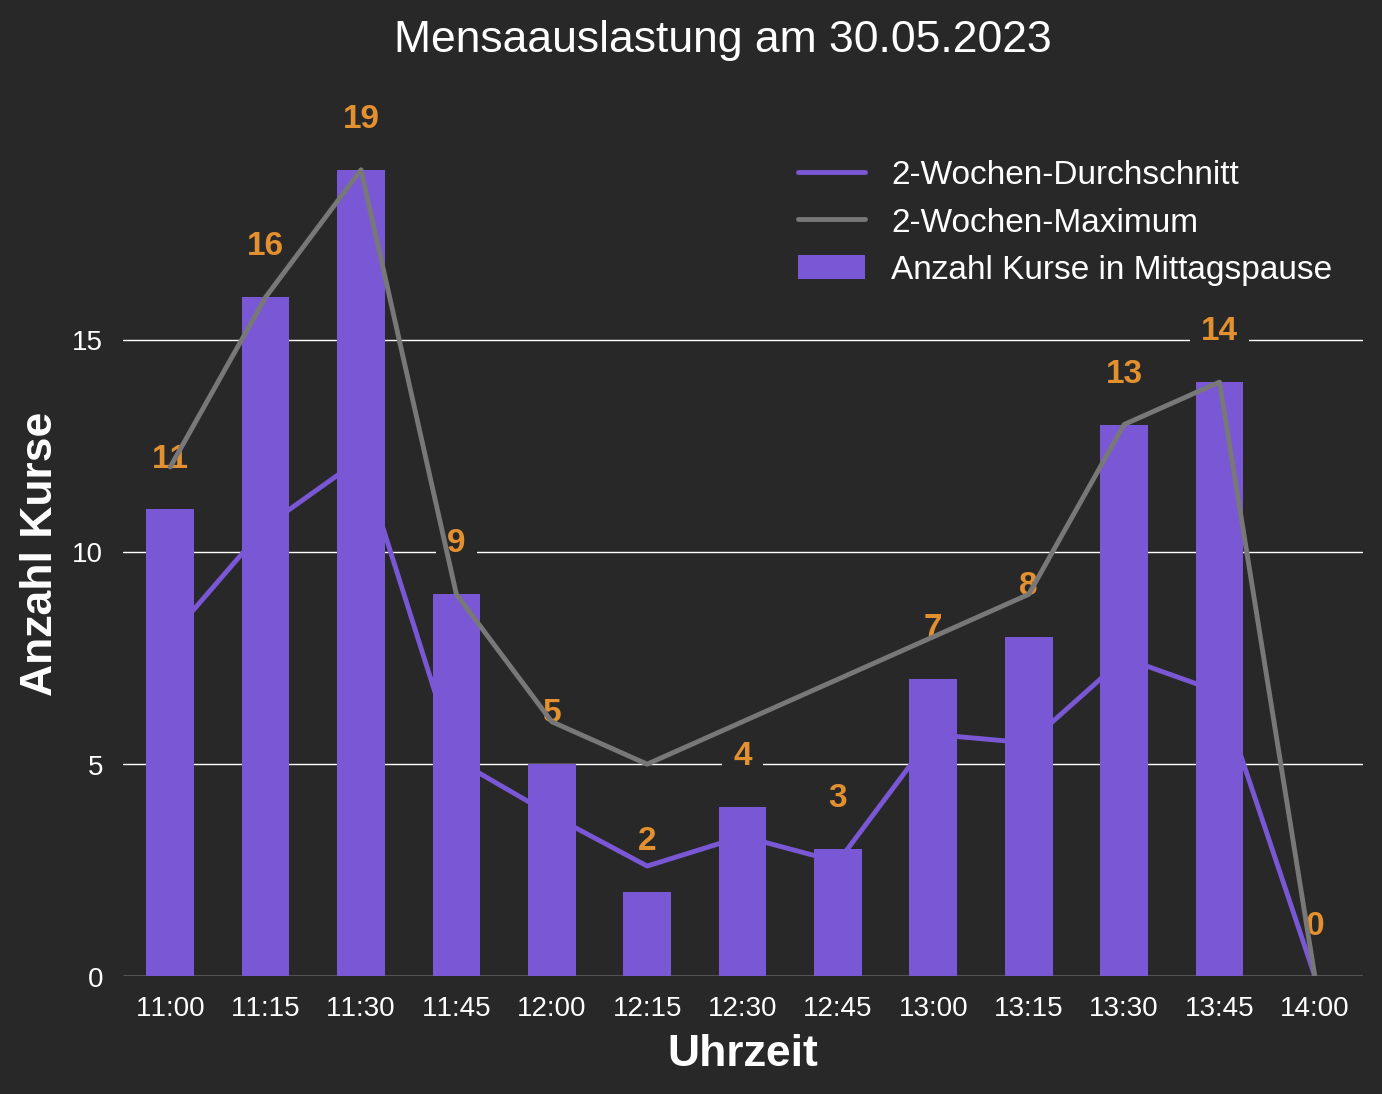 Mensaauslastung am 30.05.2023
19
2-Wochen-Durchschnitt
2-Wochen-Maximum
16
Anzahl Kurse in Mittagspause
14
15
13
11
9
10
8
7
5
4
5
3
2
0
0
Anzahl Kurse
11:00 11:15 11:30 11:45 12:00 12:15 12:30 12:45 13:00 13:15 13:30 13:45 14:00
Uhrzeit